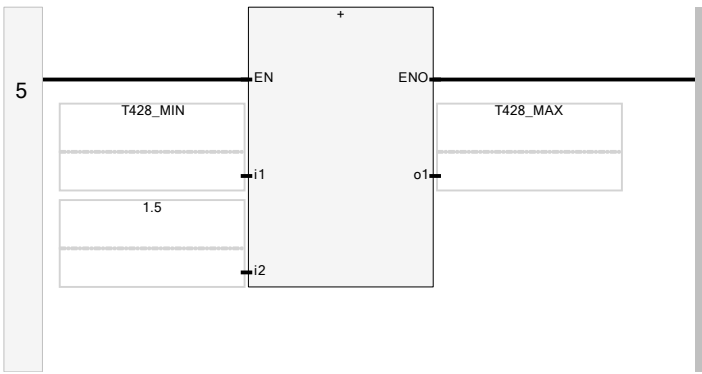 +
5
EN
ENO
T428_MIN
T428_MAX
i1
o1
1.5
i2